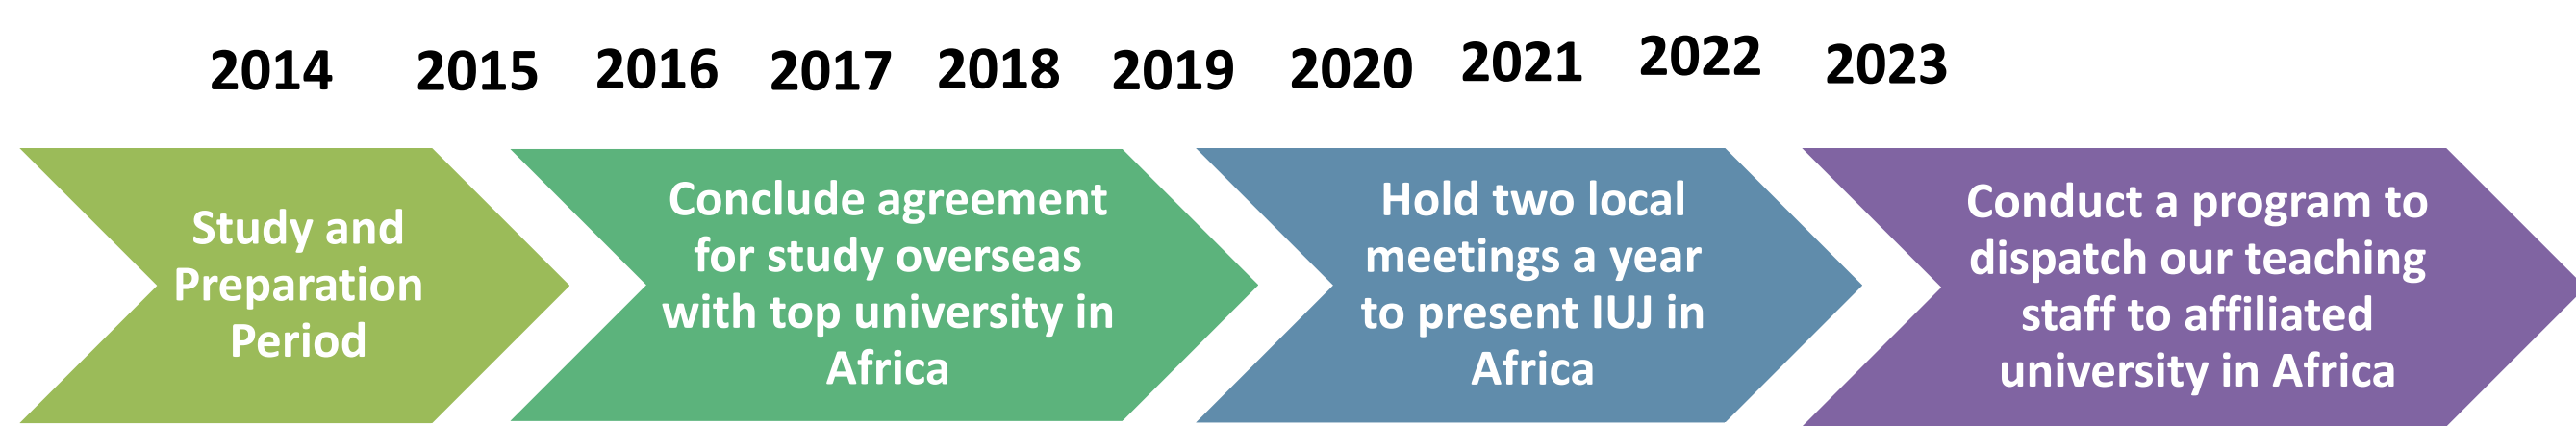 2014 2015 2016 2017 2018 2019 2020 2021 2022 2023
Study and
Preparation
Period
Conclude agreement
for study overseas
with top university in
Africa
Hold two local
meetings a year
to present IUJ in
Africa
Conduct a program to
dispatch our teaching
staff to affiliated
university in Africa